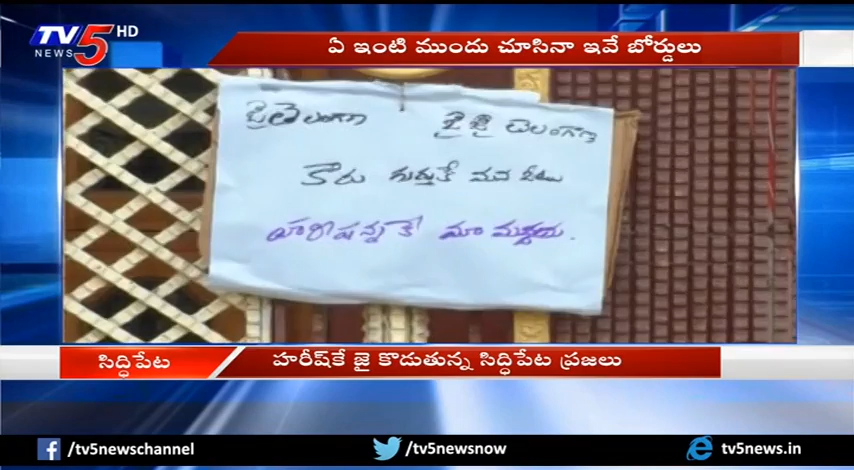 TV5 HD
NEWS
ఏ ఇంటి ముందు చూసినా ఇవే బోర్డులు
జై తెలంగాణ జై జై తెలంగాణ
కారు గుర్తుకే మన ఓటు
హరీషన్నకే మా మద్దతు.
సిద్ధిపేట
హరీష్‌కే జై కొడుతున్న సిద్ధిపేట ప్రజలు
/tv5newschannel
/tv5newsnow
tv5news.in